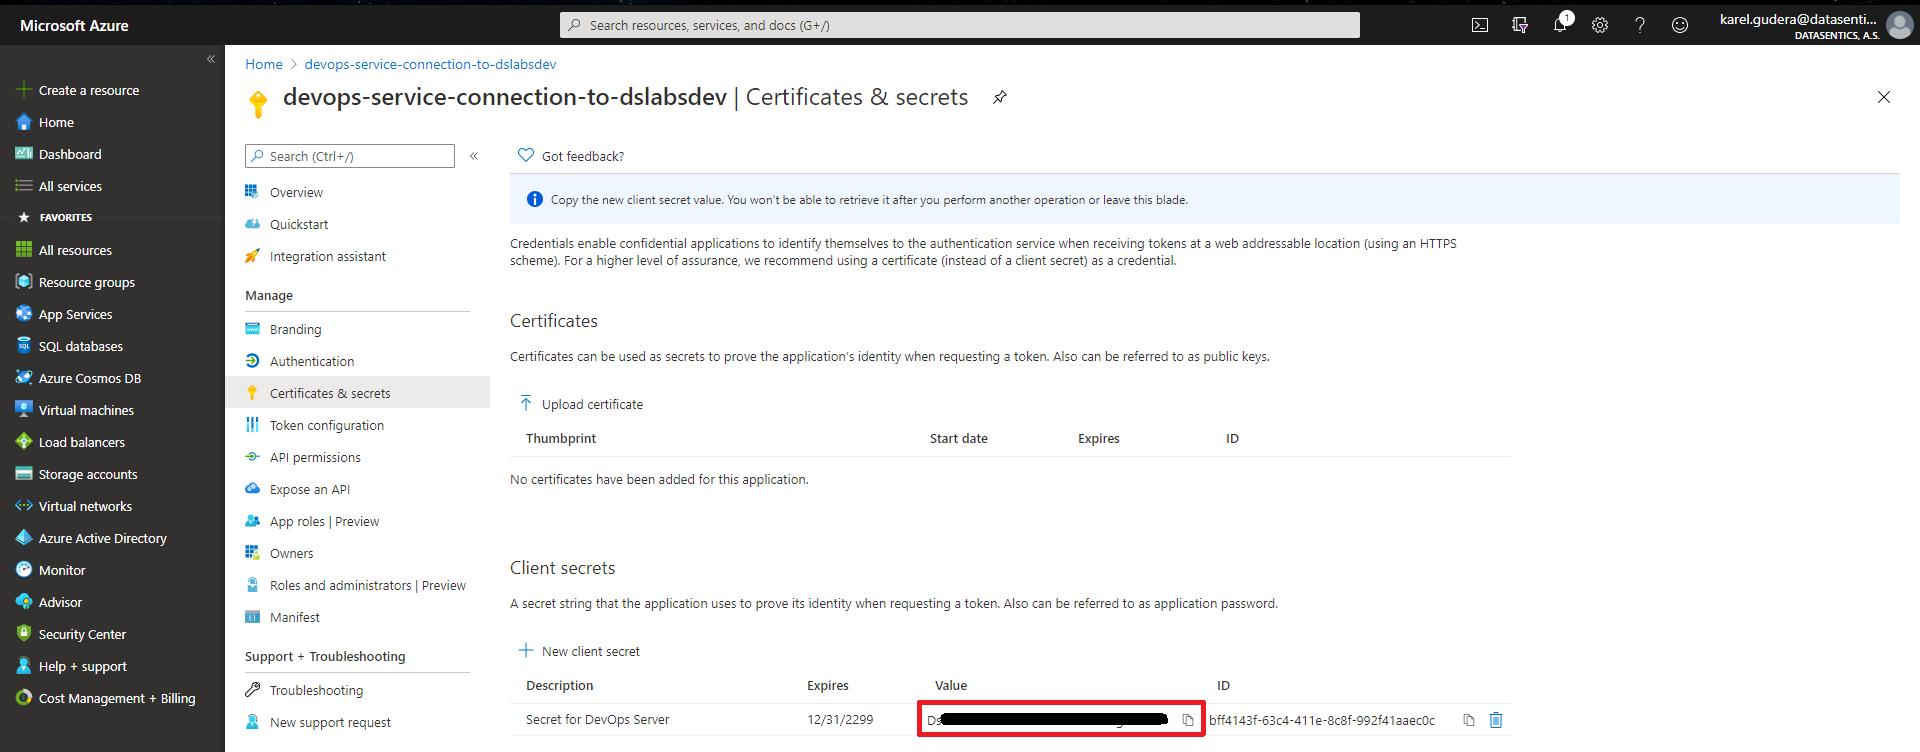 Microsoft Azure
Search resources, services, and docs (G+/)
1
karel.gudera@datasenti...
DATASENTICS, A.S.
«
Create a resource
Home
Dashboard
All services
FAVORITES
All resources
Resource groups
App Services
SQL databases
Azure Cosmos DB
Virtual machines
Load balancers
Storage accounts
Virtual networks
Azure Active Directory
Monitor
Advisor
Security Center
Help + support
Cost Management + Billing
Home > devops-service-connection-to-dslabsdev
devops-service-connection-to-dslabsdev | Certificates & secrets
Search (Ctrl+/)
«
Overview
Quickstart
Integration assistant
Manage
Branding
Authentication
Certificates & secrets
Token configuration
API permissions
Expose an API
App roles | Preview
Owners
Roles and administrators | Preview
Manifest
Support + Troubleshooting
Troubleshooting
New support request
Got feedback?
Copy the new client secret value. You won't be able to retrieve it after you perform another operation or leave this blade.
Credentials enable confidential applications to identify themselves to the authentication service when receiving tokens at a web addressable location (using an HTTPS
scheme). For a higher level of assurance, we recommend using a certificate (instead of a client secret) as a credential.
Certificates
Certificates can be used as secrets to prove the application's identity when requesting a token. Also can be referred to as public keys.
Upload certificate
Thumbprint Start date Expires ID
No certificates have been added for this application.
Client secrets
A secret string that the application uses to prove its identity when requesting a token. Also can be referred to as application password.
New client secret
Description Expires Value ID
Secret for DevOps Server 12/31/2299 Ds bff4143f-63c4-411e-8c8f-992f41aaec0c